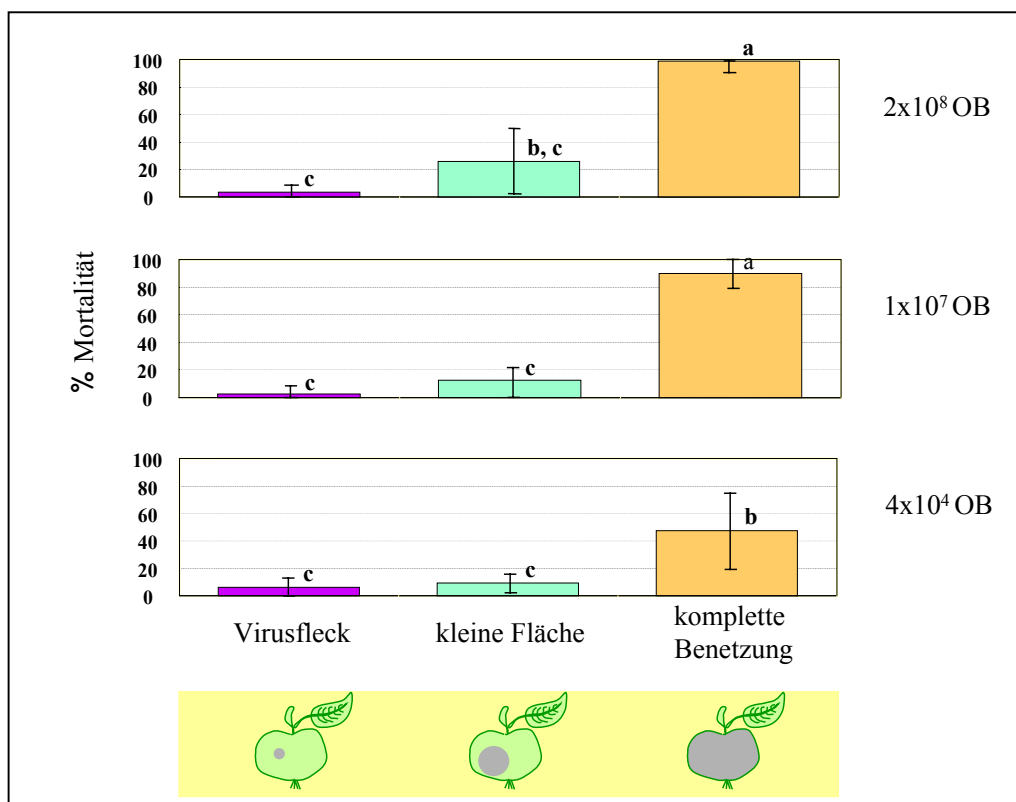 % Mortalität
100
80
60
40
20
0
c
b, c
a
2x10⁸ OB
100
80
60
40
20
0
c
c
a
1x10⁷ OB
100
80
60
40
20
0
c
c
b
4x10⁴ OB
Virusfleck
kleine Fläche
komplette
Benetzung